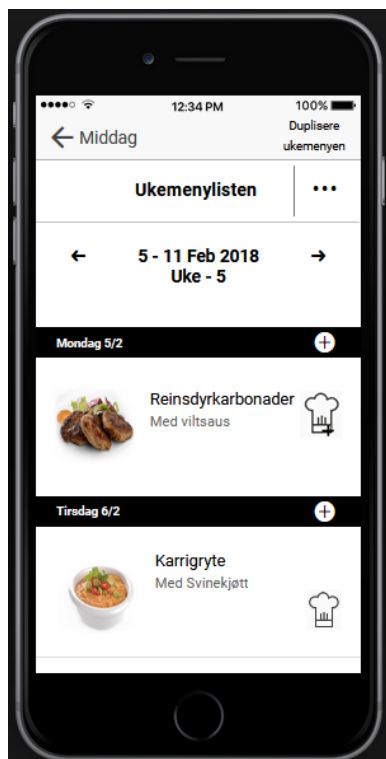 12:34 PM
100%
← Middag
Duplisere
ukemenyen
Ukemenylisten
...
← 5 - 11 Feb 2018 →
Uke - 5
Mondag 5/2
Reinsdyrkarbonader
Med viltsaus
Tirsdag 6/2
Karrigryte
Med Svinekjøtt